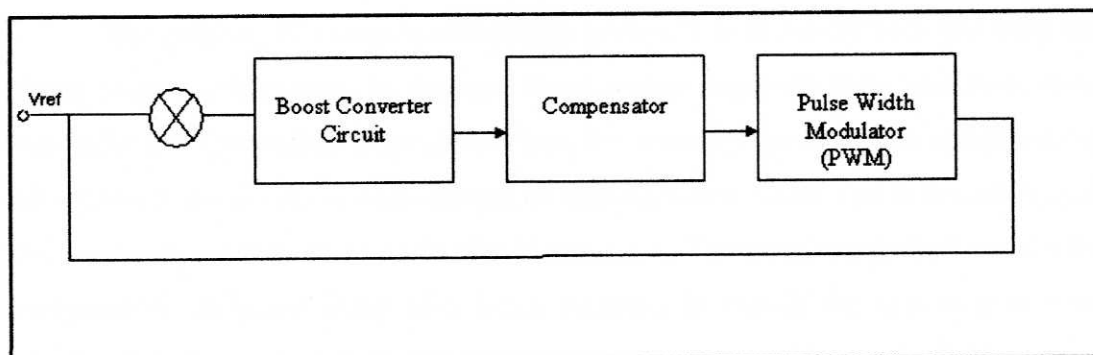 Vref
Boost Converter
Circuit
Compensator
Pulse Width
Modulator
(PWM)